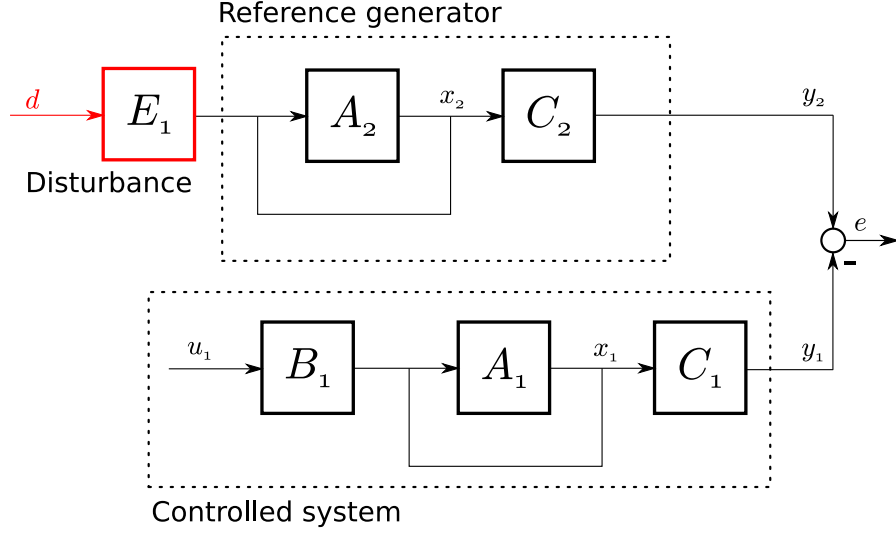 Reference generator
d
E₁
A₂
x₂
C₂
y₂
Disturbance
e
-
u₁
B₁
A₁
x₁
C₁
y₁
Controlled system